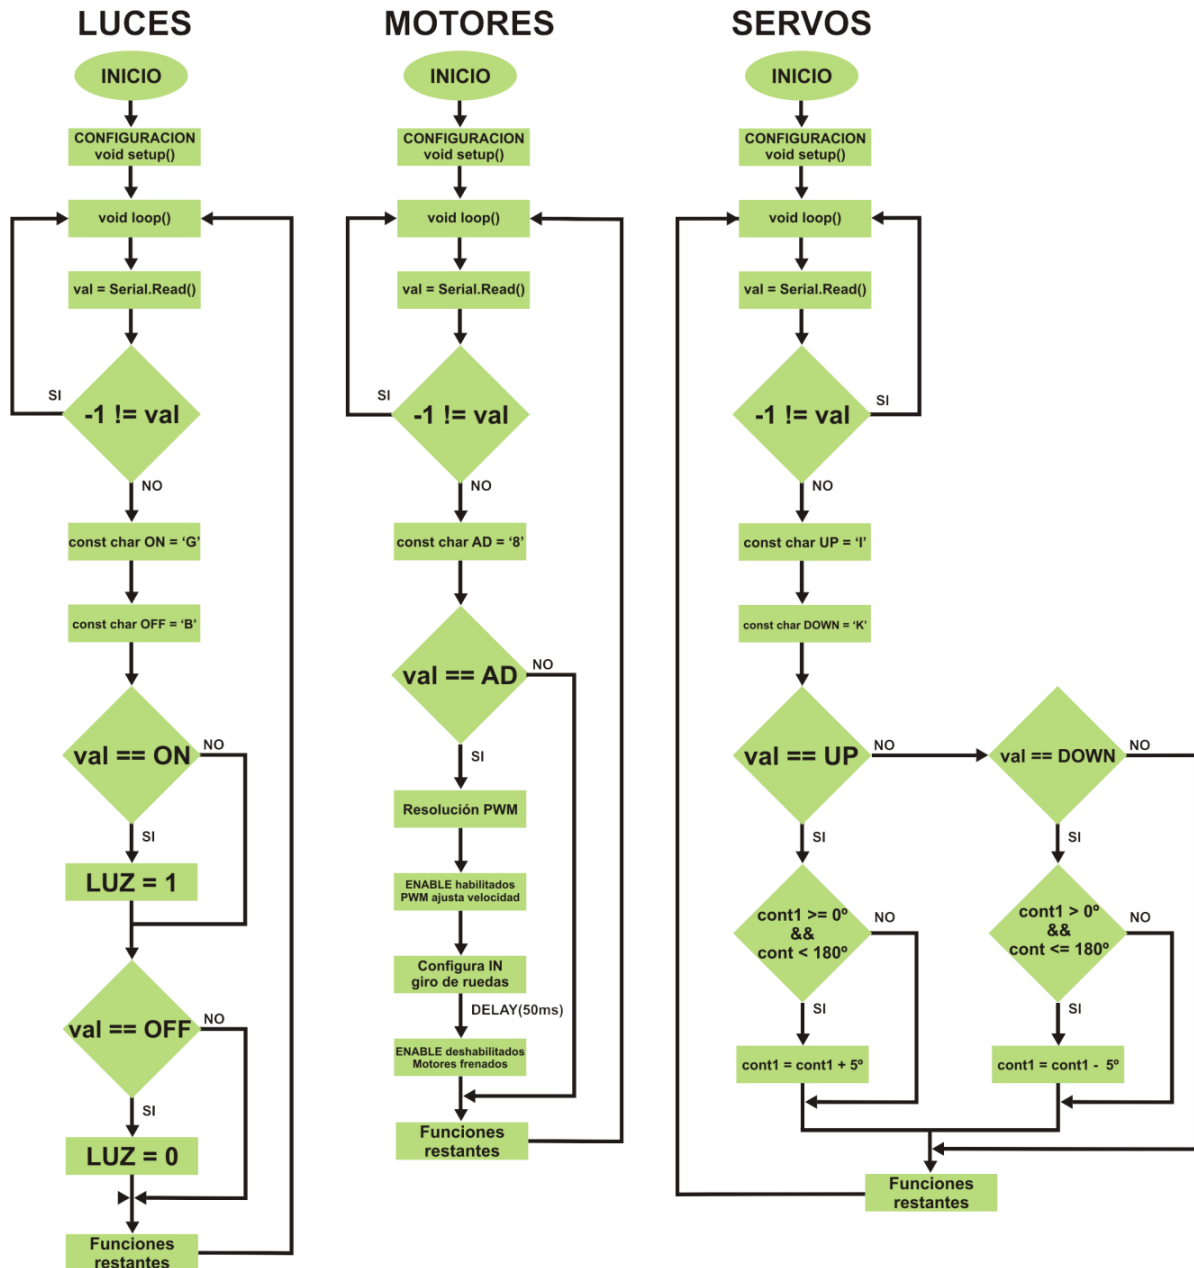 LUCES
INICIO
CONFIGURACION
void setup()
void loop()
val = Serial.Read()
SI
-1 != val
NO
const char ON = ‘G’
const char OFF = ‘B’
val == ON
NO
SI
LUZ = 1
val == OFF
NO
SI
LUZ = 0
Funciones
restantes
MOTORES
INICIO
CONFIGURACION
void setup()
void loop()
val = Serial.Read()
SI
-1 != val
NO
const char AD = ‘8’
val == AD
NO
SI
Resolución PWM
ENABLE habilitados
PWM ajusta velocidad
Configura IN
giro de ruedas
DELAY(50ms)
ENABLE deshabilitados
Motores frenados
Funciones
restantes
SERVOS
INICIO
CONFIGURACION
void setup()
void loop()
val = Serial.Read()
-1 != val
SI
NO
const char UP = ‘I’
const char DOWN = ‘K’
val == UP
NO
SI
cont1 >= 0º
&&
cont < 180º
NO
SI
cont1 = cont1 + 5º
val == DOWN
NO
SI
cont1 > 0º
&&
cont <= 180º
NO
SI
cont1 = cont1 - 5º
Funciones
restantes